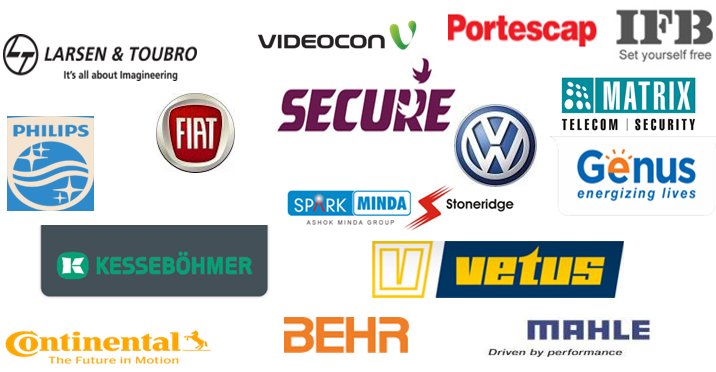 LARSEN & TOUBRO
It's all about Imagineering
VIDEOCON
Portescap
IFB
Set yourself free
PHILIPS
FIAT
SECURE
VW
MATRIX
TELECOM | SECURITY
Genus
energizing lives
SPARK MINDA
ASHOK MINDA GROUP
Stoneridge
K KESSEBÖHMER
V vetus
Continental
The Future in Motion
BEHR
MAHLE
Driven by performance